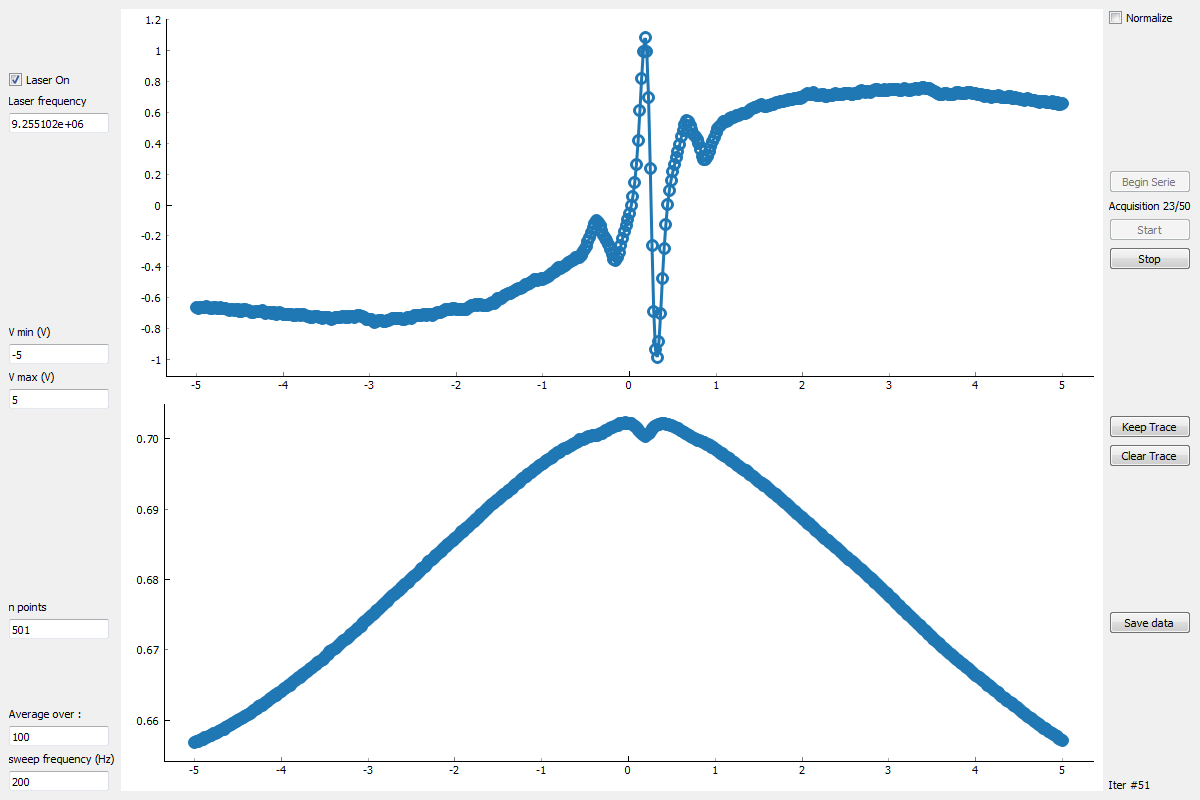 Laser On
Laser frequency
9.255102e+06
V min (V)
-5
V max (V)
5
n points
501
Average over :
100
sweep frequency (Hz)
200
1.2
1
0.8
0.6
0.4
0.2
0
-0.2
-0.4
-0.6
-0.8
-1
-5 -4 -3 -2 -1 0 1 2 3 4 5
0.70
0.69
0.68
0.67
0.66
-5 -4 -3 -2 -1 0 1 2 3 4 5
Normalize
Begin Serie
Acquisition 23/50
Start
Stop
Keep Trace
Clear Trace
Save data
Iter #51